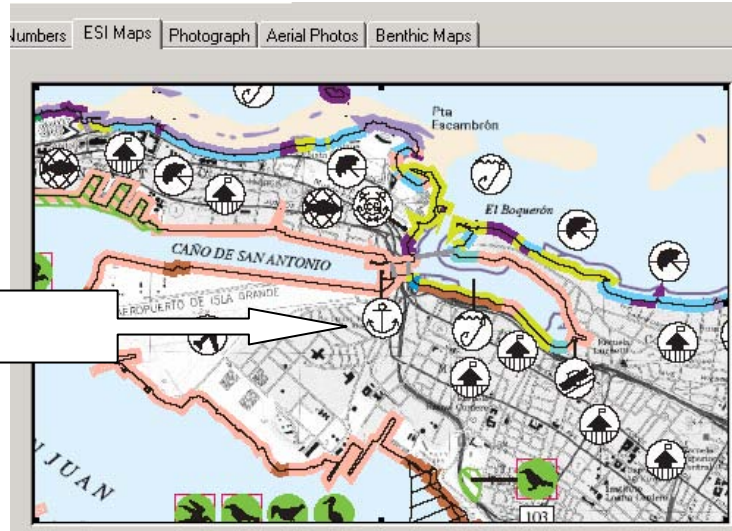 Numbers ESI Maps Photograph Aerial Photos Benthic Maps
Pta
Escambrón
El Boquerón
CAÑO DE SAN ANTONIO
AEROPUERTO DE ISLA GRANDE
JUAN
103